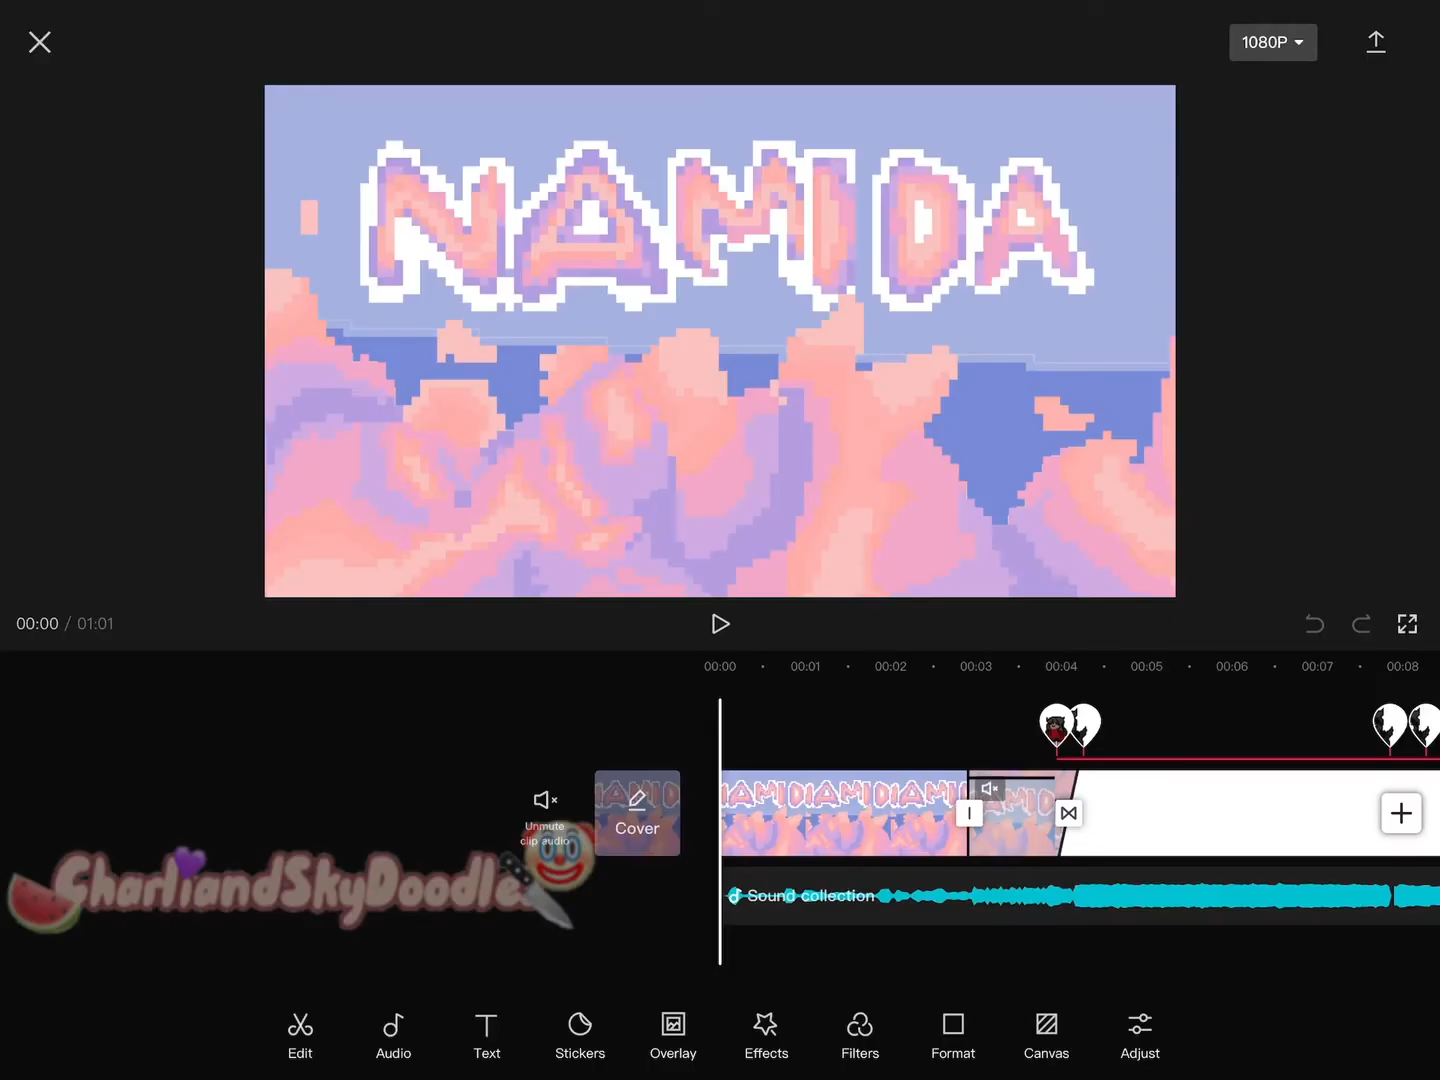 1080P
NAMIDA
00:00 / 01:01
00:00 00:01 00:02 00:03 00:04 00:05 00:06 00:07 00:08
Unmute
clip audio
Cover
CharliandSkyDoodle
Sound collection
Edit Audio Text Stickers Overlay Effects Filters Format Canvas Adjust